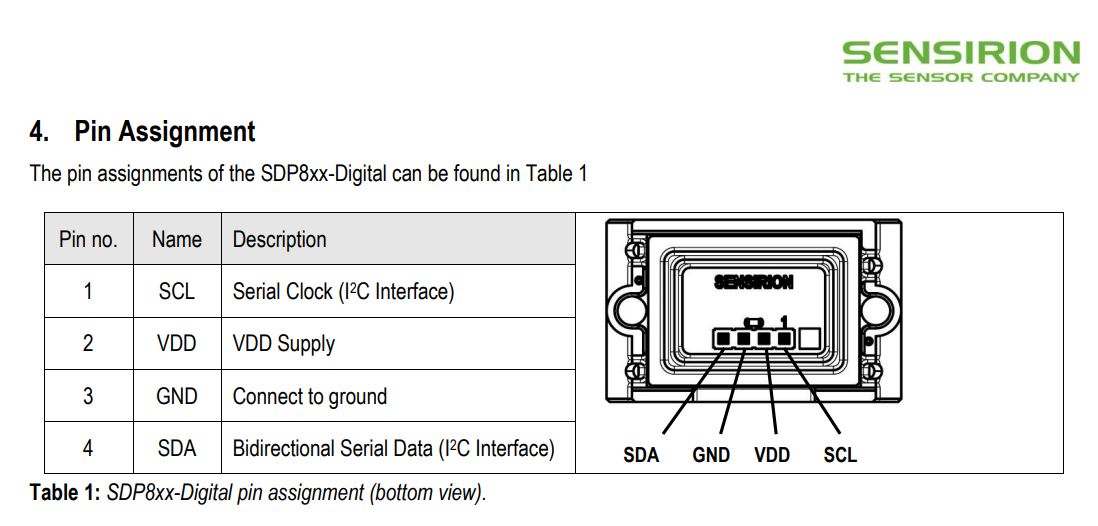 SENSIRION
THE SENSOR COMPANY
4. Pin Assignment
The pin assignments of the SDP8xx-Digital can be found in Table 1
Pin no. Name Description
1 SCL Serial Clock (I²C Interface)
2 VDD VDD Supply
3 GND Connect to ground
4 SDA Bidirectional Serial Data (I²C Interface)
SENSIRION
1
SDA GND VDD SCL
Table 1: SDP8xx-Digital pin assignment (bottom view).